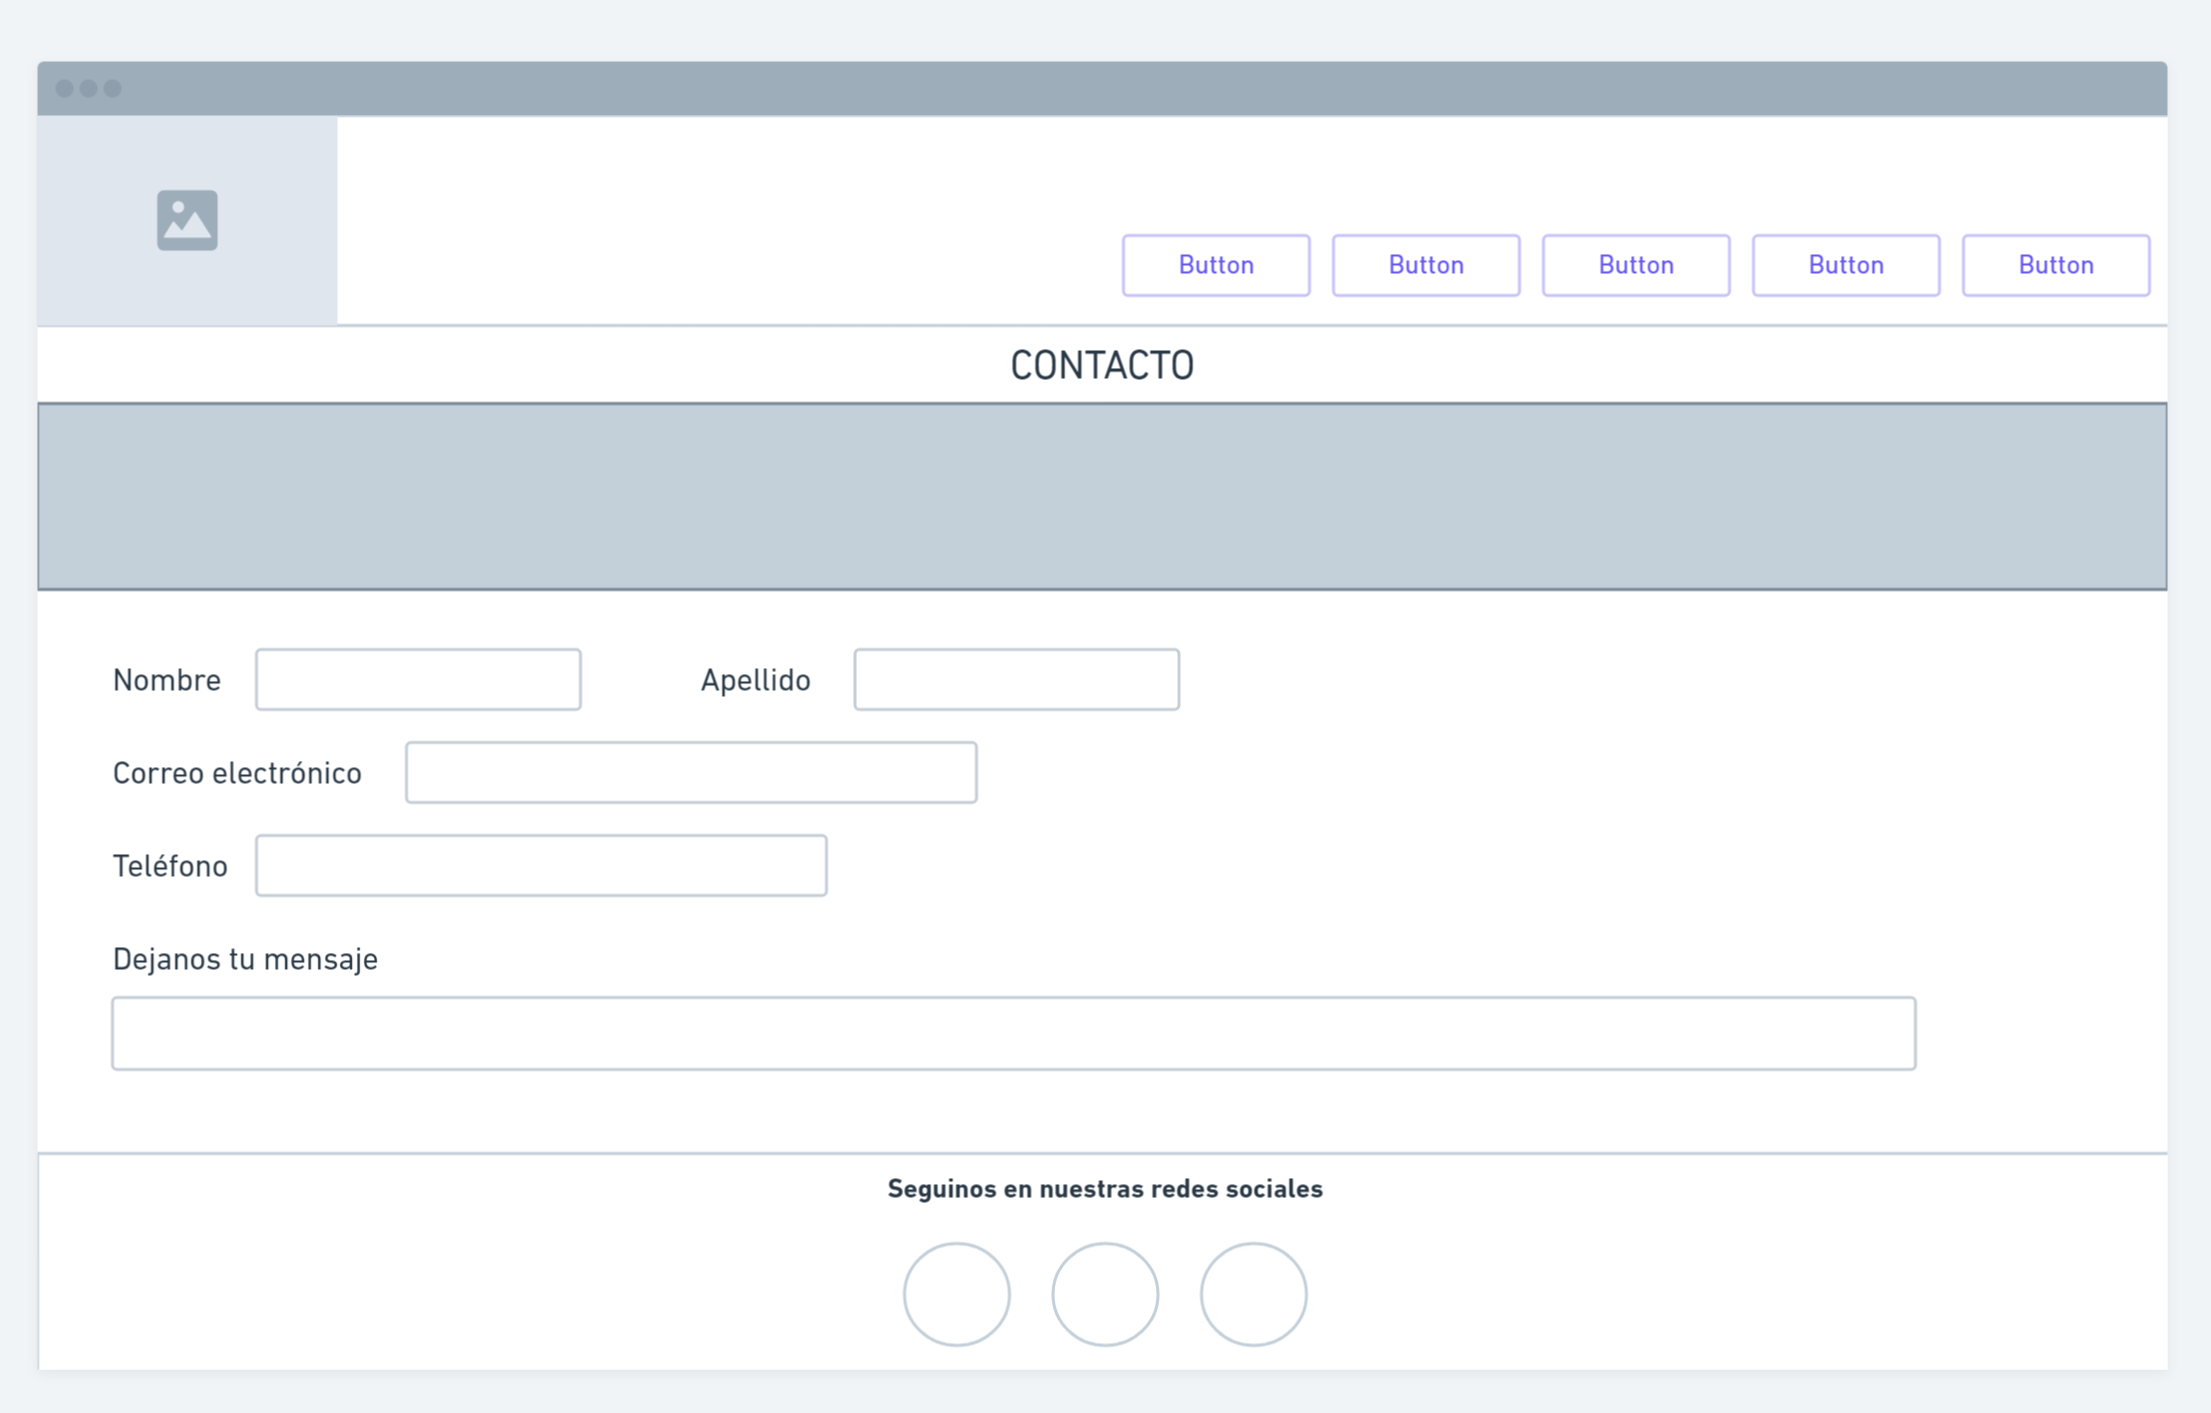 Button Button Button Button Button
CONTACTO
Nombre Apellido
Correo electrónico
Teléfono
Dejanos tu mensaje
Seguinos en nuestras redes sociales